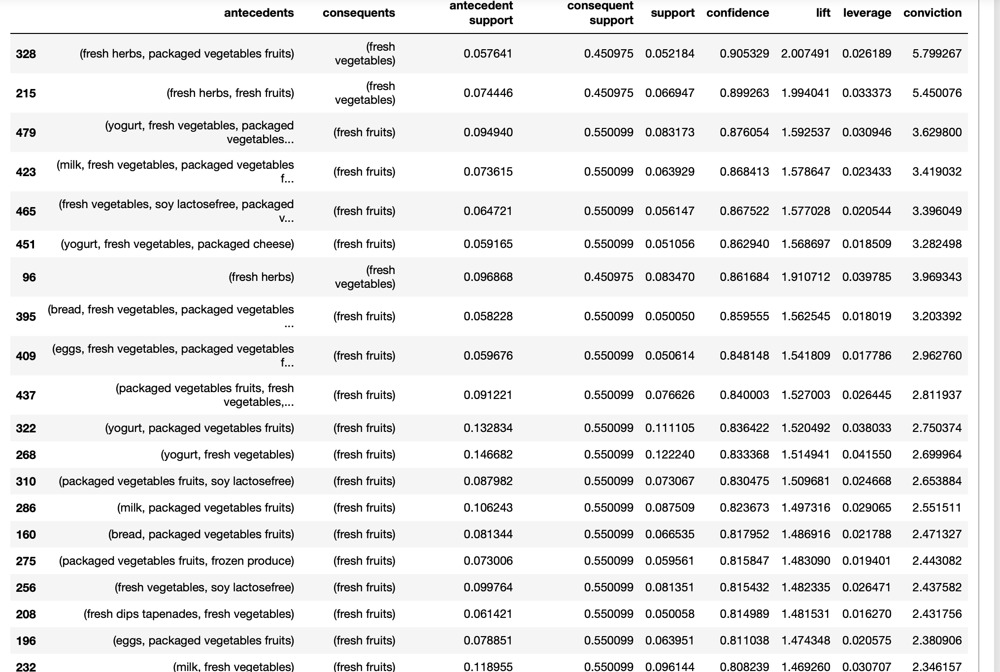 antecedents consequents antecedent support consequent support support confidence lift leverage conviction
328 (fresh herbs, packaged vegetables fruits) (fresh vegetables) 0.057641 0.450975 0.052184 0.905329 2.007491 0.026189 5.799267
215 (fresh herbs, fresh fruits) (fresh vegetables) 0.074446 0.450975 0.066947 0.899263 1.994041 0.033373 5.450076
479 (yogurt, fresh vegetables, packaged vegetables... (fresh fruits) 0.094940 0.550099 0.083173 0.876054 1.592537 0.030946 3.629800
423 (milk, fresh vegetables, packaged vegetables f... (fresh fruits) 0.073615 0.550099 0.063929 0.868413 1.578647 0.023433 3.419032
465 (fresh vegetables, soy lactosefree, packaged v... (fresh fruits) 0.064721 0.550099 0.056147 0.867522 1.577028 0.020544 3.396049
451 (yogurt, fresh vegetables, packaged cheese) (fresh fruits) 0.059165 0.550099 0.051056 0.862940 1.568697 0.018509 3.282498
96 (fresh herbs) (fresh vegetables) 0.096868 0.450975 0.083470 0.861684 1.910712 0.039785 3.969343
395 (bread, fresh vegetables, packaged vegetables ... (fresh fruits) 0.058228 0.550099 0.050050 0.859555 1.562545 0.018019 3.203392
409 (eggs, fresh vegetables, packaged vegetables f... (fresh fruits) 0.059676 0.550099 0.050614 0.848148 1.541809 0.017786 2.962760
437 (packaged vegetables fruits, fresh vegetables,... (fresh fruits) 0.091221 0.550099 0.076626 0.840003 1.527003 0.026445 2.811937
322 (yogurt, packaged vegetables fruits) (fresh fruits) 0.132834 0.550099 0.111105 0.836422 1.520492 0.038033 2.750374
268 (yogurt, fresh vegetables) (fresh fruits) 0.146682 0.550099 0.122240 0.833368 1.514941 0.041550 2.699964
310 (packaged vegetables fruits, soy lactosefree) (fresh fruits) 0.087982 0.550099 0.073067 0.830475 1.509681 0.024668 2.653884
286 (milk, packaged vegetables fruits) (fresh fruits) 0.106243 0.550099 0.087509 0.823673 1.497316 0.029065 2.551511
160 (bread, packaged vegetables fruits) (fresh fruits) 0.081344 0.550099 0.066535 0.817952 1.486916 0.021788 2.471327
275 (packaged vegetables fruits, frozen produce) (fresh fruits) 0.073006 0.550099 0.059561 0.815847 1.483090 0.019401 2.443082
256 (fresh vegetables, soy lactosefree) (fresh fruits) 0.099764 0.550099 0.081351 0.815432 1.482335 0.026471 2.437582
208 (fresh dips tapenades, fresh vegetables) (fresh fruits) 0.061421 0.550099 0.050058 0.814989 1.481531 0.016270 2.431756
196 (eggs, packaged vegetables fruits) (fresh fruits) 0.078851 0.550099 0.063951 0.811038 1.474348 0.020575 2.380906
232 (milk, fresh vegetables) (fresh fruits) 0.118955 0.550099 0.096144 0.808239 1.469260 0.030707 2.346157